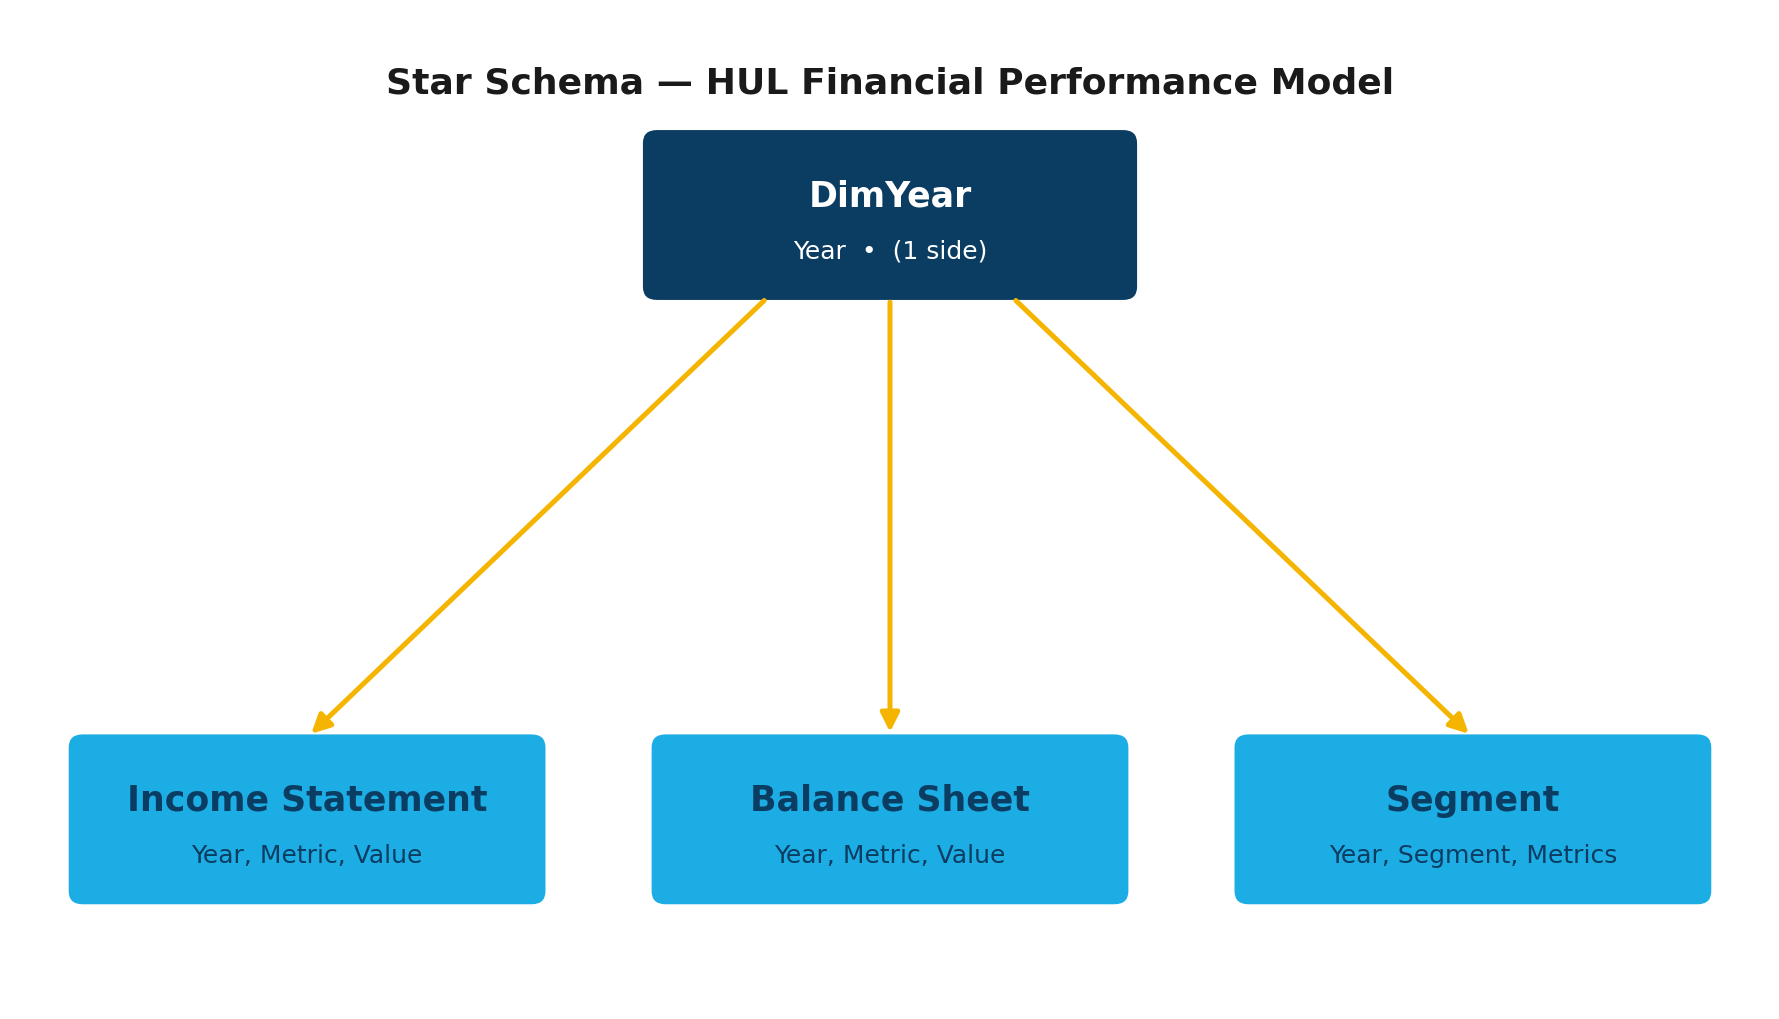 Star Schema — HUL Financial Performance Model
DimYear
Year • (1 side)
Income Statement
Year, Metric, Value
Balance Sheet
Year, Metric, Value
Segment
Year, Segment, Metrics